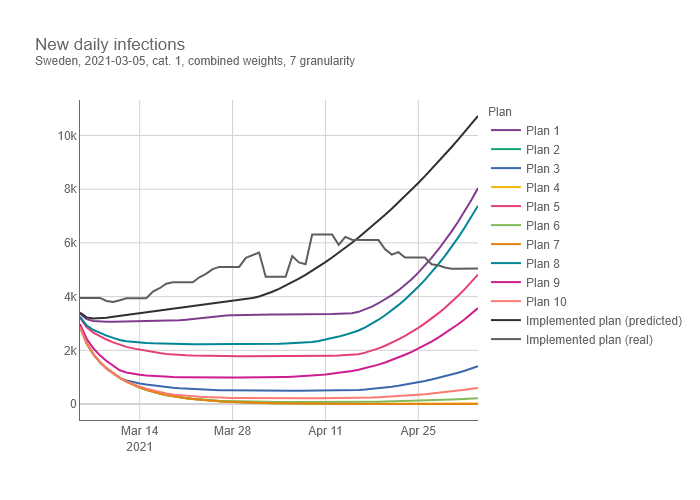 New daily infections
Sweden, 2021-03-05, cat. 1, combined weights, 7 granularity
Plan
10k
8k
6k
4k
2k
0
Mar 14
2021
Mar 28
Apr 11
Apr 25
Plan 1
Plan 2
Plan 3
Plan 4
Plan 5
Plan 6
Plan 7
Plan 8
Plan 9
Plan 10
Implemented plan (predicted)
Implemented plan (real)